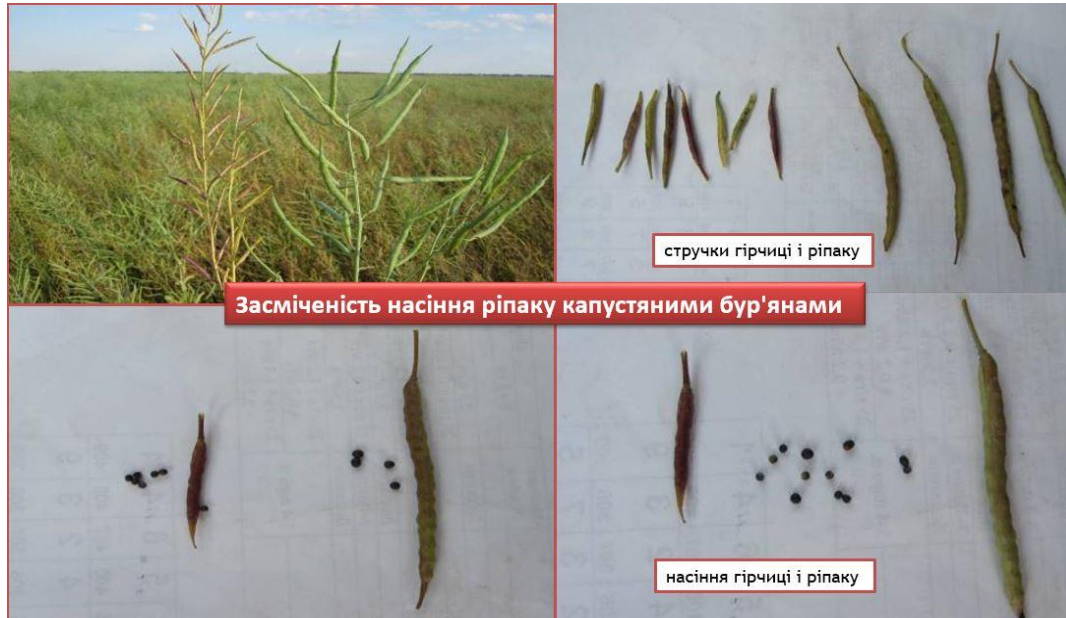 стручки гірчиці і ріпаку
Засміченість насіння ріпаку капустяними бур'янами
насіння гірчиці і ріпаку